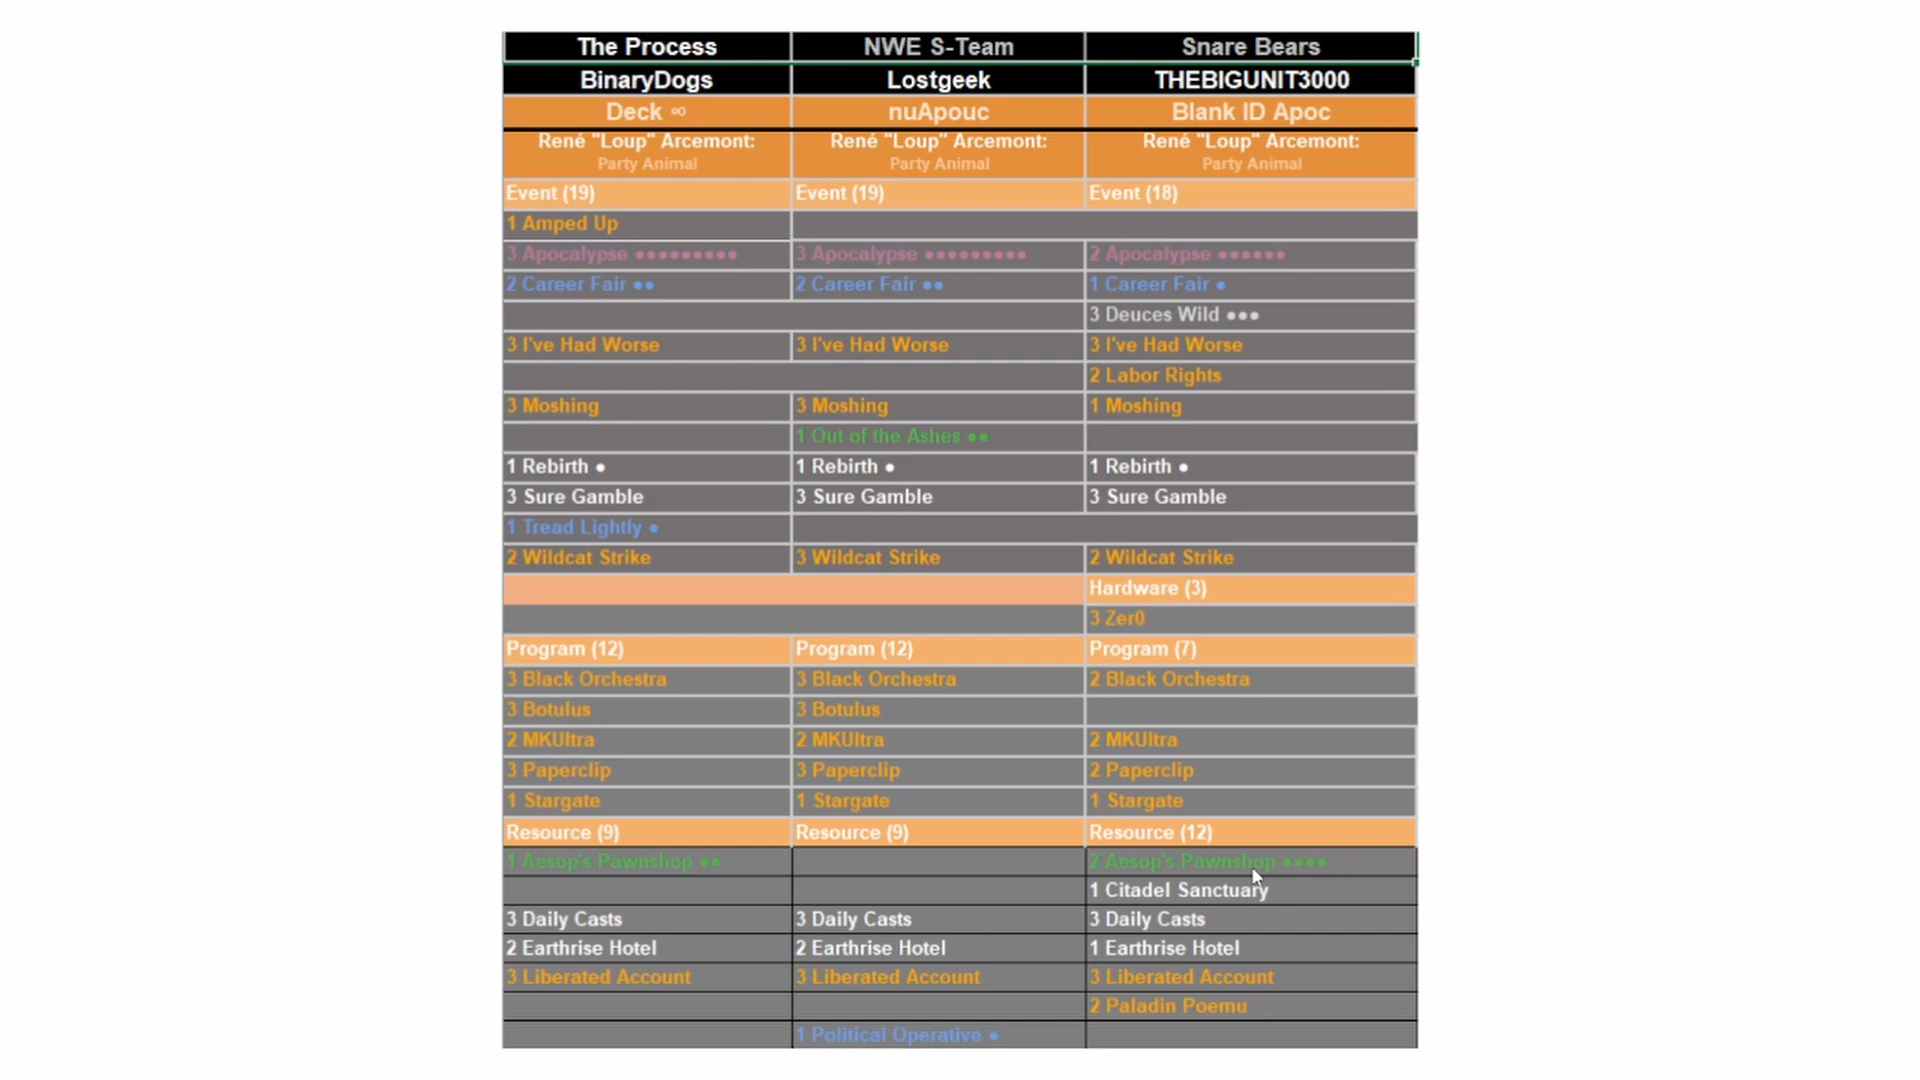 The Process NWE S-Team Snare Bears
BinaryDogs Lostgeek THEBIGUNIT3000
Deck ∞ nuApouc Blank ID Apoc
René "Loup" Arcemont: René "Loup" Arcemont: René "Loup" Arcemont:
Party Animal Party Animal Party Animal
Event (19) Event (19) Event (18)
1 Amped Up
3 Apocalypse ●●●●●●●●● 3 Apocalypse ●●●●●●●●● 2 Apocalypse ●●●●●●
2 Career Fair ●● 2 Career Fair ●● 1 Career Fair ●
3 Deuces Wild ●●●
3 I've Had Worse 3 I've Had Worse 3 I've Had Worse
2 Labor Rights
3 Moshing 3 Moshing 1 Moshing
1 Out of the Ashes ●●
1 Rebirth ● 1 Rebirth ● 1 Rebirth ●
3 Sure Gamble 3 Sure Gamble 3 Sure Gamble
1 Tread Lightly ●
2 Wildcat Strike 3 Wildcat Strike 2 Wildcat Strike
Hardware (3)
3 Zer0
Program (12) Program (12) Program (7)
3 Black Orchestra 3 Black Orchestra 2 Black Orchestra
3 Botulus 3 Botulus
2 MKUltra 2 MKUltra 2 MKUltra
3 Paperclip 3 Paperclip 2 Paperclip
1 Stargate 1 Stargate 1 Stargate
Resource (9) Resource (9) Resource (12)
1 Aesop's Pawnshop ●● 2 Aesop's Pawnshop ●●●●
1 Citadel Sanctuary
3 Daily Casts 3 Daily Casts 3 Daily Casts
2 Earthrise Hotel 2 Earthrise Hotel 1 Earthrise Hotel
3 Liberated Account 3 Liberated Account 3 Liberated Account
2 Paladin Poemu
1 Political Operative ●